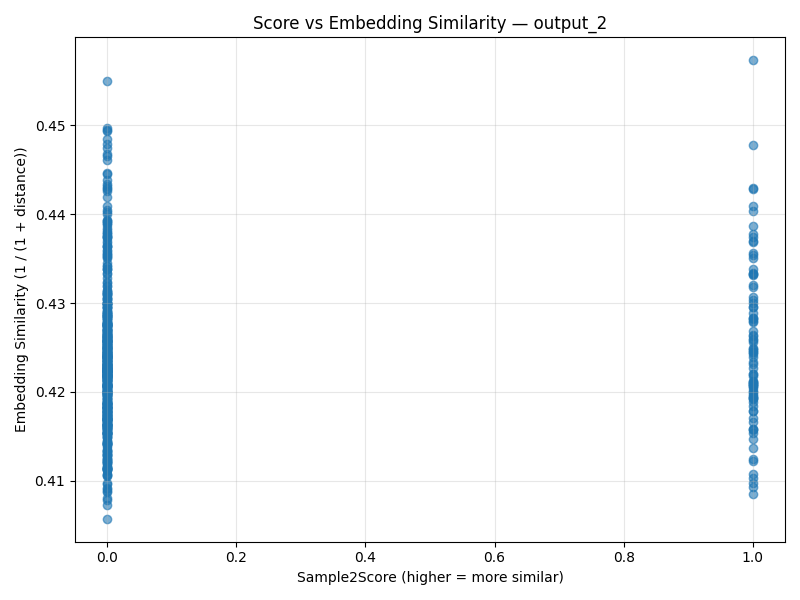 Score vs Embedding Similarity — output_2
Embedding Similarity (1 / (1 + distance))
0.45
0.44
0.43
0.42
0.41
0.0 0.2 0.4 0.6 0.8 1.0
Sample2Score (higher = more similar)